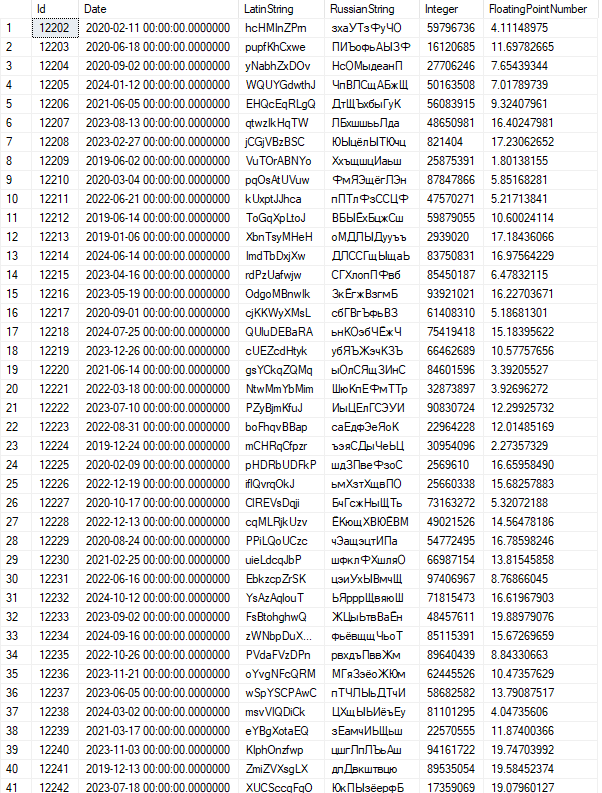 Id Date LatinString RussianString Integer FloatingPointNumber
1 12202 2020-02-11 00:00:00.0000000 hcHMlnZPrn зхаУТзФуЧО 59796736 4.11148975
2 12203 2020-06-18 00:00:00.0000000 pupfKhCxwe ПИЪофьАЫЗФ 16120685 11.69782665
3 12204 2020-09-02 00:00:00.0000000 yNabhZxDOv НсОМыдеанП 27706246 7.65439344
4 12205 2024-01-12 00:00:00.0000000 WQUYGdwthJ ЧпВПСщАБжЩ 50163508 7.01789739
5 12206 2021-06-05 00:00:00.0000000 EHQcEqRLgQ ДтЩЪхбыГуК 56083915 9.32407961
6 12207 2023-08-13 00:00:00.0000000 qtwzlkHqTW ЛБхшшьЬЛда 48650981 16.40247981
7 12208 2023-02-27 00:00:00.0000000 jCGjVBzBSC ЮЫцёлЫТЮчц 821404 17.23062652
8 12209 2019-06-02 00:00:00.0000000 VuTOrABNYo ХхъщшцИаьш 25875391 1.80138155
9 12210 2020-03-04 00:00:00.0000000 pqOsAtUVuw ФмЯЭщёгЛЭн 87847866 5.85168281
10 12211 2022-06-21 00:00:00.0000000 kUxptJJhca пПТлФзССЦФ 47570271 5.21713841
11 12212 2019-06-14 00:00:00.0000000 ToGqXpLtoJ ВБЫЁхБцжСш 59879055 10.60024114
12 12213 2019-01-06 00:00:00.0000000 XbnTsyMHeH оМДЛЫДууъъ 2939020 17.18436066
13 12214 2024-06-14 00:00:00.0000000 ImdTbDxjXw ДЛССГщЫщаЬ 83750831 16.97564229
14 12215 2023-04-16 00:00:00.0000000 rdPzUafwjw СГХлопПФвб 85450187 6.47832115
15 12216 2023-05-19 00:00:00.0000000 OdgoMBnwlk ЗкЁгжВзгмБ 93921021 16.22703671
16 12217 2020-09-01 00:00:00.0000000 cjKKWyXMsL сбГВгЪфьВЗ 61408310 5.18681301
17 12218 2024-07-25 00:00:00.0000000 QUluDEBaRA ьнКОзбЧЁжЧ 75419418 15.18395622
18 12219 2023-12-26 00:00:00.0000000 cUEZcdHtyk убЯЪЖэчКЗЪ 66462689 10.57757656
19 12220 2021-06-14 00:00:00.0000000 gsYCkqZQMq ыОлСЯщЗИнС 84601596 3.39205527
20 12221 2022-03-18 00:00:00.0000000 NtwMmYbMim ШюКпЕФмТТр 32873897 3.92696272
21 12222 2023-07-10 00:00:00.0000000 PZyBjmKfuJ ИыЦЕлГСЭУИ 90830724 12.29925732
22 12223 2022-08-31 00:00:00.0000000 boFhqvBBap саЕдфЭеЯоК 22964228 12.01485169
23 12224 2019-12-24 00:00:00.0000000 mCHRqCfpzr ъэяСДыЧеЬЦ 30954096 2.27357329
24 12225 2020-02-09 00:00:00.0000000 pHDRbUDFkP шдЗПвеФзоС 2569610 16.65958490
25 12226 2022-12-19 00:00:00.0000000 iflQvrqOkJ ьмХзтХщвПО 25660338 15.68257883
26 12227 2020-10-17 00:00:00.0000000 ClREVsDqji БчГсжНыЩТь 73163272 5.32072188
27 12228 2022-12-13 00:00:00.0000000 cqMLRjkUzv ЁКющХВЮЁВМ 49021526 14.56478186
28 12229 2020-08-24 00:00:00.0000000 PPiLQoUCzc чЭащэцтИПа 54772495 16.78598246
29 12230 2021-02-25 00:00:00.0000000 uieLdcqJbP шфклФХшляО 66987154 13.81545858
30 12231 2022-06-16 00:00:00.0000000 EbkzcpZrSK цэиУхЫВмчЩ 97406967 8.76866045
31 12232 2024-10-12 00:00:00.0000000 YsAzAqlouT ЬЯрррЩвяюШ 71815473 16.61967903
32 12233 2023-09-02 00:00:00.0000000 FsBtohghwQ ЖЦыЬтвВаЁн 48457611 19.88979076
33 12234 2024-09-16 00:00:00.0000000 zWNbpDuX... фьёвщщЧьоТ 85115391 15.67269659
34 12235 2022-10-26 00:00:00.0000000 PVdaFVzDPn рвхдъПввЖм 89640439 8.84330663
35 12236 2023-11-21 00:00:00.0000000 oYvgNFcQRM МГяЗзёоЖЮм 62445526 10.47357629
36 12237 2023-06-05 00:00:00.0000000 wSpYSCPAwC пТЧЛЫЬДТчИ 58682582 13.79087517
37 12238 2024-03-02 00:00:00.0000000 msvVIQDiCk ЦХщЫЬИёъЕу 81101295 4.04735606
38 12239 2021-03-17 00:00:00.0000000 eYBgXotaEQ зЕамчИЬЩьш 22570555 11.87400366
39 12240 2023-11-03 00:00:00.0000000 KlphOnzfwp цшгЛпЛЪьАш 94161722 19.74703992
40 12241 2019-12-13 00:00:00.0000000 ZmiZVXsgLX дпДвкштвцю 89535054 19.58452374
41 12242 2023-07-18 00:00:00.0000000 XUCSccgFgO ЮкПЫзёерфБ 17359069 19.07960127